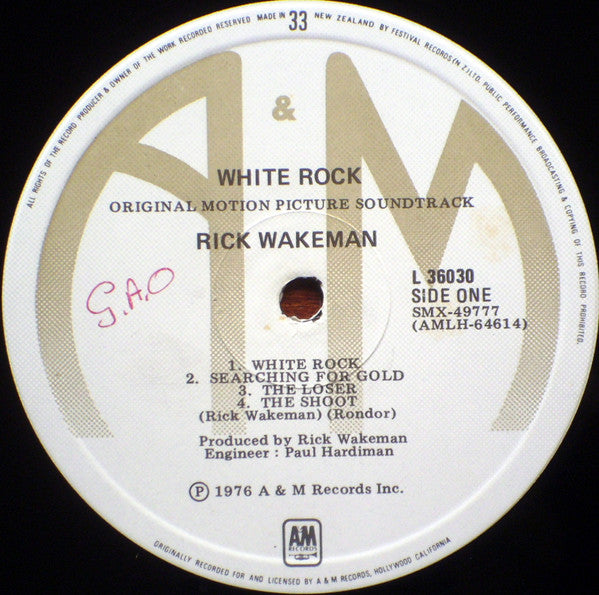 ALL RIGHTS OF THE RECORD PRODUCER & OWNER OF THE WORK RECORDED RESERVED MADE IN 33 NEW ZEALAND BY FESTIVAL RECORDS (N.Z.) LTD. PUBLIC PERFORMANCE BROADCASTING & COPYING OF THIS RECORD PROHIBITED.
A & M
WHITE ROCK
ORIGINAL MOTION PICTURE SOUNDTRACK
RICK WAKEMAN
G.A.O
L 36030
SIDE ONE
SMX-49777
(AMLH-64614)
1. WHITE ROCK
2. SEARCHING FOR GOLD
3. THE LOSER
4. THE SHOOT
(Rick Wakeman) (Rondor)
Produced by Rick Wakeman
Engineer : Paul Hardiman
Ⓟ 1976 A & M Records Inc.
AM
RECORDS
ORIGINALLY RECORDED FOR AND LICENSED BY A & M RECORDS, HOLLYWOOD CALIFORNIA